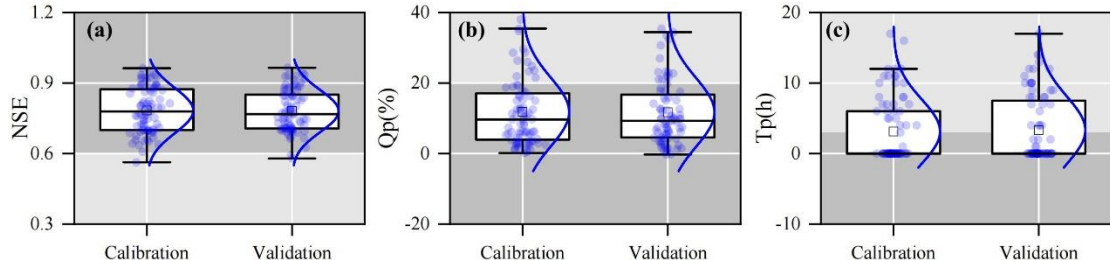 (a)
NSE
1.2
0.9
0.6
0.3
Calibration
Validation
(b)
Qp(%)
40
20
0
-20
Calibration
Validation
(c)
Tp(h)
20
10
0
-10
Calibration
Validation